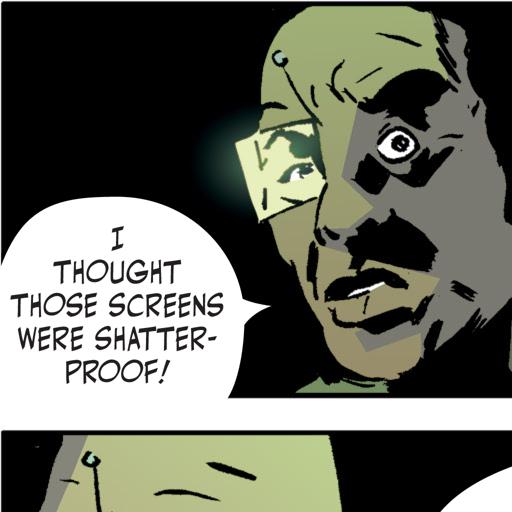 I
THOUGHT
THOSE SCREENS
WERE SHATTER-
PROOF!